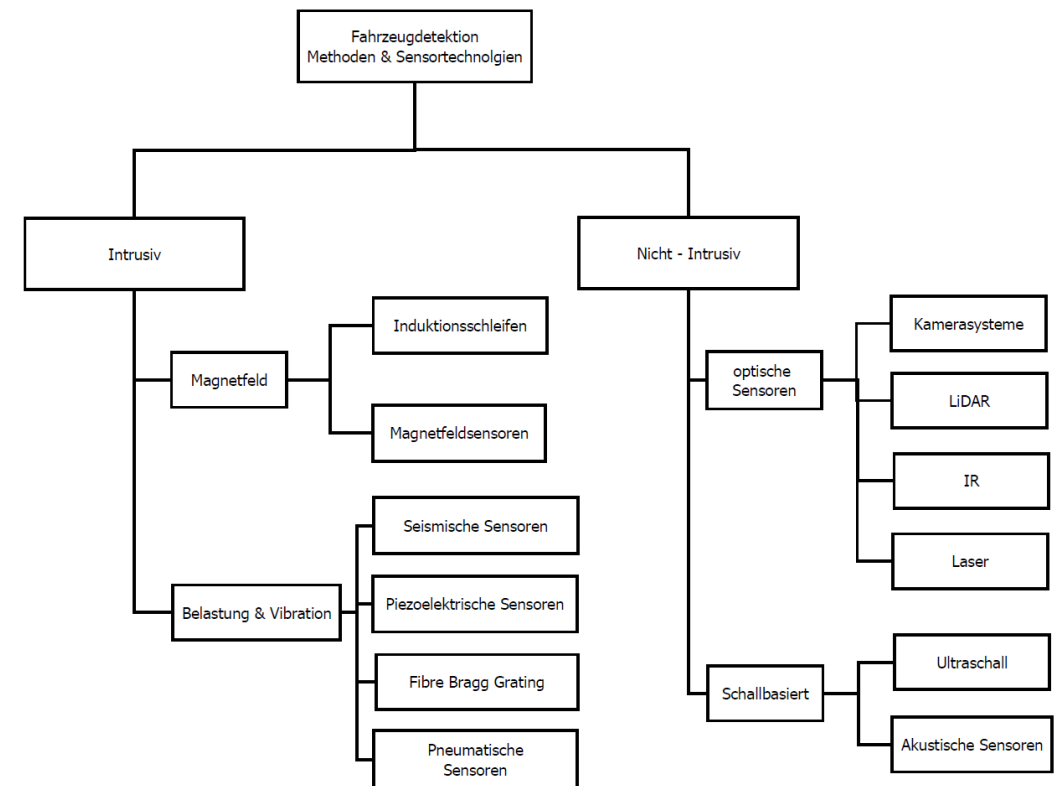 Fahrzeugdetektion
Methoden & Sensortechnolgien
Intrusiv
Nicht - Intrusiv
Magnetfeld
Induktionsschleifen
Magnetfeldsensoren
Belastung & Vibration
Seismische Sensoren
Piezoelektrische Sensoren
Fibre Bragg Grating
Pneumatische
Sensoren
optische
Sensoren
Kamerasysteme
LiDAR
IR
Laser
Schallbasiert
Ultraschall
Akustische Sensoren